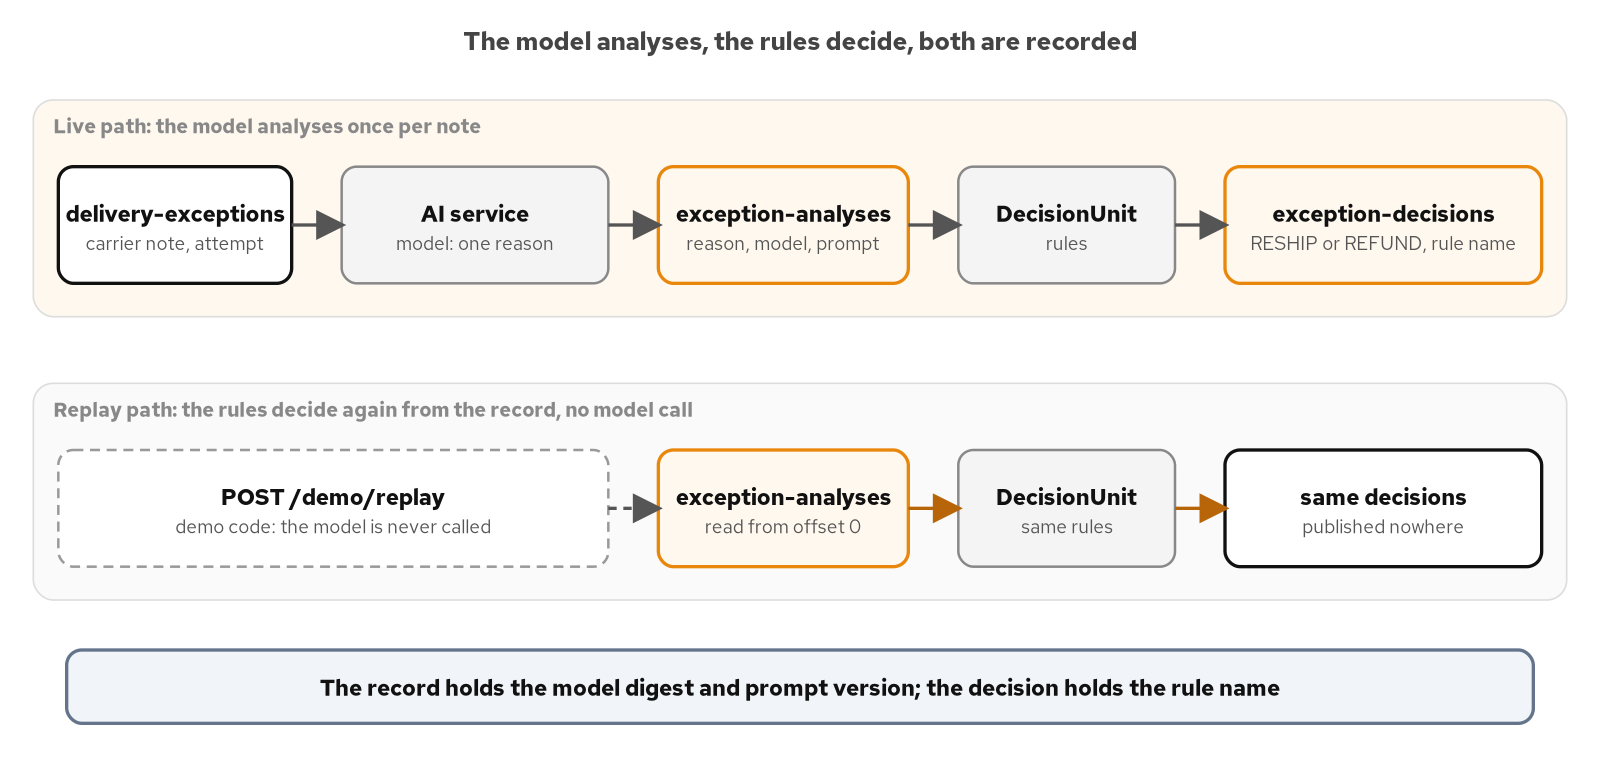 The model analyses, the rules decide, both are recorded
Live path: the model analyses once per note
delivery-exceptions
carrier note, attempt
AI service
model: one reason
exception-analyses
reason, model, prompt
DecisionUnit
rules
exception-decisions
RESHIP or REFUND, rule name
Replay path: the rules decide again from the record, no model call
POST /demo/replay
demo code: the model is never called
exception-analyses
read from offset 0
DecisionUnit
same rules
same decisions
published nowhere
The record holds the model digest and prompt version; the decision holds the rule name